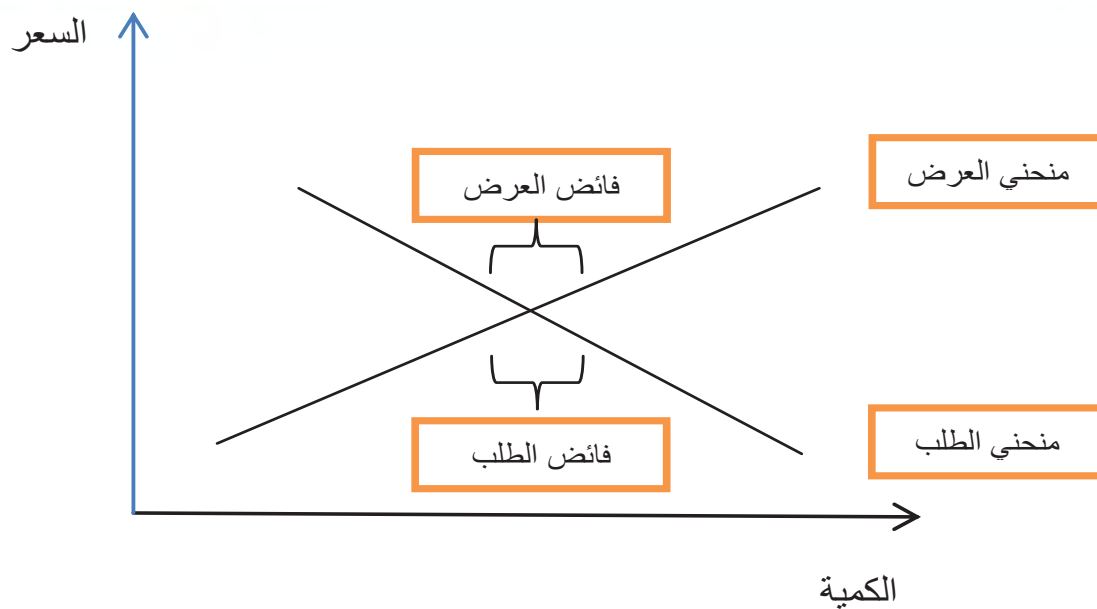 السعر
منحني العرض
فائض العرض
منحني الطلب
فائض الطلب
الكمية